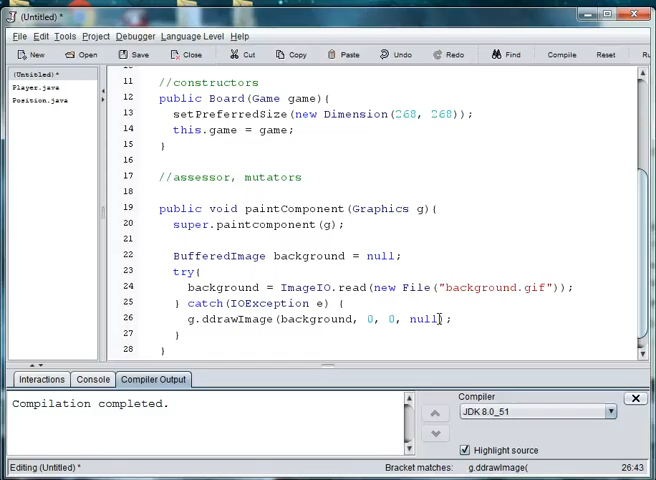 (Untitled) *
File Edit Tools Project Debugger Language Level Help
New Open Save Close Cut Copy Paste Undo Redo Find Compile Reset Ru
(Untitled) *
Player.java
Position.java
11 //constructors
12 public Board(Game game){
13 setPreferredSize(new Dimension(268, 268));
14 this.game = game;
15 }
16
17 //assessor, mutators
18
19 public void paintComponent(Graphics g){
20 super.paintcomponent(g);
21
22 BufferedImage background = null;
23 try{
24 background = ImageIO.read(new File("background.gif"));
25 } catch(IOException e) {
26 g.ddrawImage(background, 0, 0, null);
27 }
28 }
Interactions Console Compiler Output
Compilation completed.
Compiler
JDK 8.0_51
Highlight source
Editing (Untitled) *
Bracket matches: g.ddrawImage( 26:43